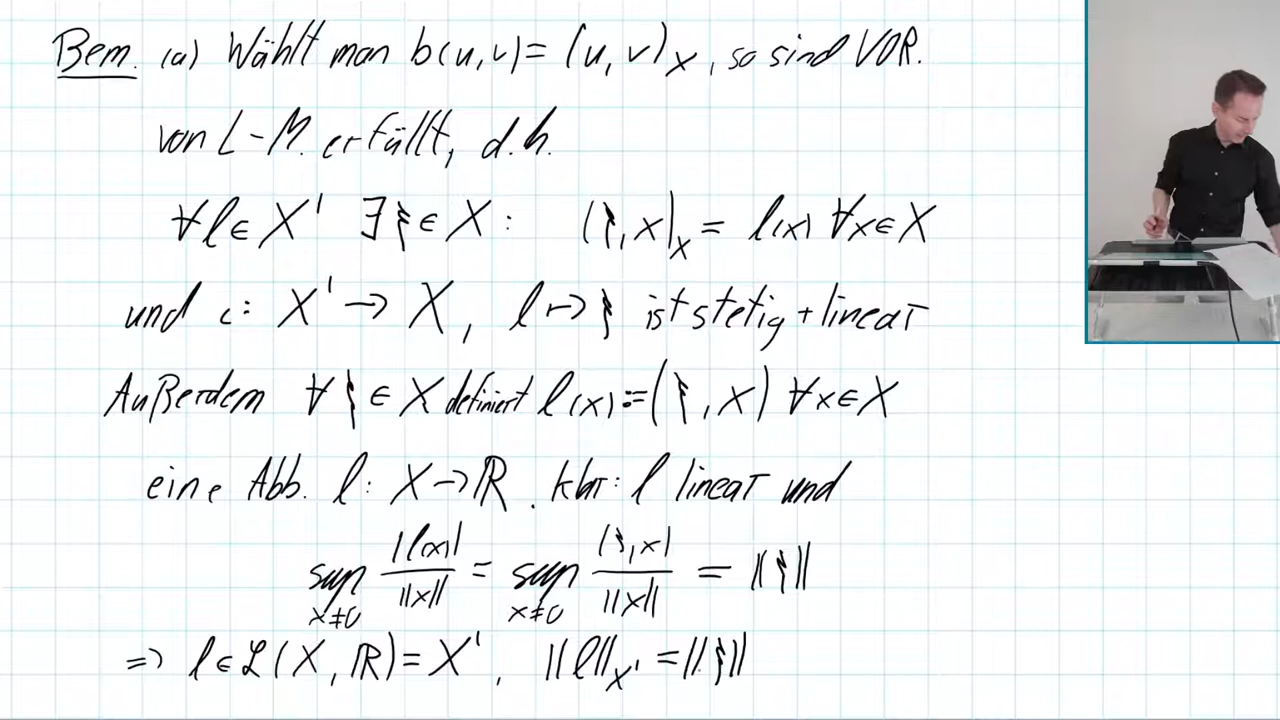 Bem. (a) Wählt man b(u,v) = (u,v)_X, so sind VOR.
von L-M. erfüllt, d.h.
∀ l ∈ X' ∃ ξ ∈ X : (ξ,x)_X = l(x) ∀x ∈ X
und i: X' → X, l ↦ ξ ist stetig + linear
Außerdem ∀ ξ ∈ X definiert l(x) := (ξ,x) ∀x ∈ X
eine Abb. l: X → ℝ. klar: l linear und
sup_{x≠0} |l(x)| / ||x|| = sup_{x≠0} |(ξ,x)| / ||x|| = ||ξ||
⇒ l ∈ ℒ(X, ℝ) = X', ||l||_{X'} = ||ξ||